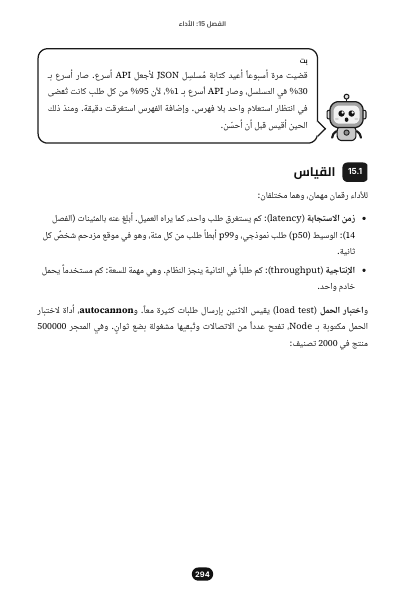 الفصل 15: الأداء
بِت
قضيت مرة أسبوعاً أعيد كتابة مُسلسِل JSON لأجعل API أسرع. صار أسرع بـ
30% في التسلسل، وصار API أسرع بـ 1%، لأن 95% من كل طلب كانت تُقضى
في انتظار استعلام واحد بلا فهرس. وإضافة الفهرس استغرقت دقيقة. ومنذ ذلك
الحين أقيس قبل أن أحسّن.
15.1 القياس
للأداء رقمان مهمان، وهما مختلفان:
• زمن الاستجابة (latency): كم يستغرق طلب واحد، كما يراه العميل. أبلغ عنه بالمئينات (الفصل
14): الوسيط (p50) طلب نموذجي، وp99 أبطأ طلب من كل مئة، وهو في موقع مزدحم شخصٌ كل
ثانية.
• الإنتاجية (throughput): كم طلباً في الثانية ينجز النظام. وهي مهمة للسعة: كم مستخدماً يحمل
خادم واحد.
واختبار الحمل (load test) يقيس الاثنين بإرسال طلبات كثيرة معاً. وautocannon، أداة لاختبار
الحمل مكتوبة بـ Node، تفتح عدداً من الاتصالات وتُبقيها مشغولة بضع ثوانٍ. وفي المتجر 500000
منتج في 2000 تصنيف:
294